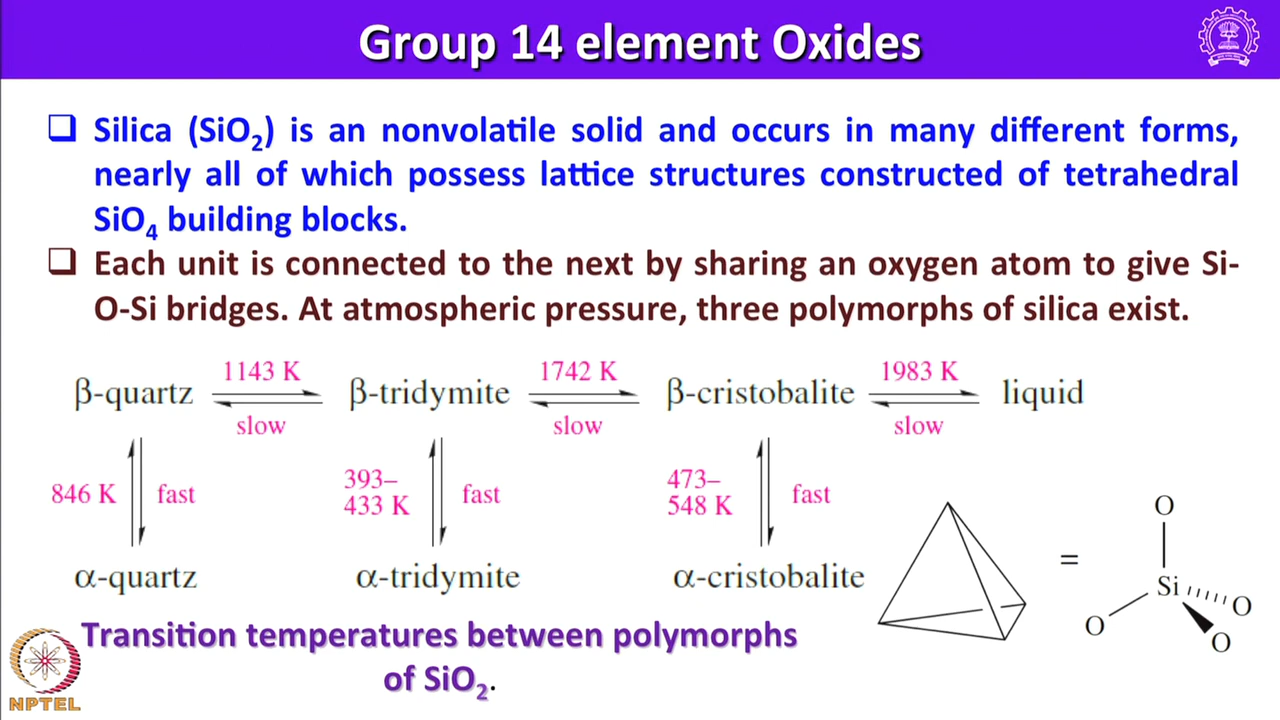 Group 14 element Oxides
❑ Silica (SiO₂) is an nonvolatile solid and occurs in many different forms,
nearly all of which possess lattice structures constructed of tetrahedral
SiO₄ building blocks.
❑ Each unit is connected to the next by sharing an oxygen atom to give Si-
O-Si bridges. At atmospheric pressure, three polymorphs of silica exist.
1143 K 1742 K 1983 K
β-quartz β-tridymite β-cristobalite liquid
slow slow slow
846 K fast 393–
433 K fast 473–
548 K fast
α-quartz α-tridymite α-cristobalite
=
O
Si
O
O
O
Transition temperatures between polymorphs
of SiO₂.
NPTEL